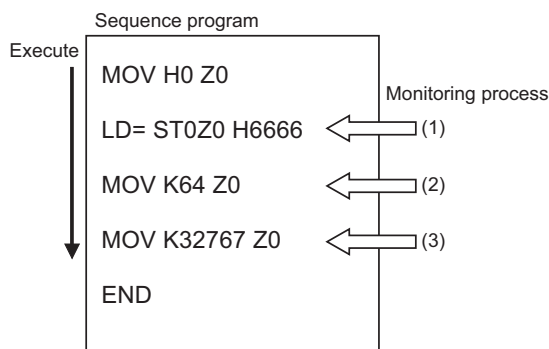 Sequence program
Execute
MOV H0 Z0
Monitoring process
LD= ST0Z0 H6666
(1)
MOV K64 Z0
(2)
MOV K32767 Z0
(3)
END